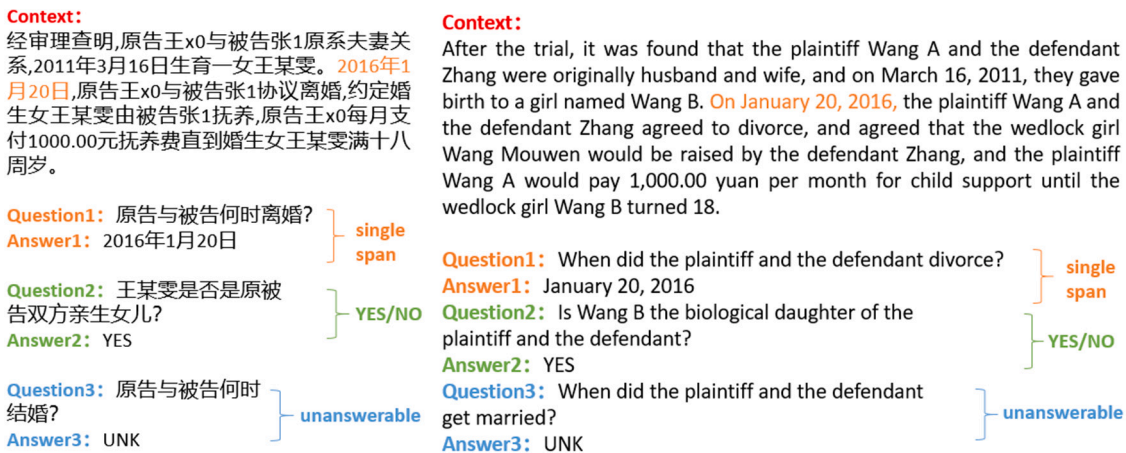 Context：
经审理查明,原告王x0与被告张1原系夫妻关
系,2011年3月16日生育一女王某雯。2016年1
月20日,原告王x0与被告张1协议离婚,约定婚
生女王某雯由被告张1抚养,原告王x0每月支
付1000.00元抚养费直到婚生女王某雯满十八
周岁。
Question1：原告与被告何时离婚?
Answer1：2016年1月20日
single
span
Question2：王某雯是否是原被
告双方亲生女儿?
Answer2：YES
YES/NO
Question3：原告与被告何时
结婚?
Answer3：UNK
unanswerable
Context：
After the trial, it was found that the plaintiff Wang A and the defendant
Zhang were originally husband and wife, and on March 16, 2011, they gave
birth to a girl named Wang B. On January 20, 2016, the plaintiff Wang A and
the defendant Zhang agreed to divorce, and agreed that the wedlock girl
Wang Mouwen would be raised by the defendant Zhang, and the plaintiff
Wang A would pay 1,000.00 yuan per month for child support until the
wedlock girl Wang B turned 18.
Question1：When did the plaintiff and the defendant divorce?
Answer1：January 20, 2016
single
span
Question2：Is Wang B the biological daughter of the
plaintiff and the defendant?
Answer2：YES
YES/NO
Question3：When did the plaintiff and the defendant
get married?
Answer3：UNK
unanswerable